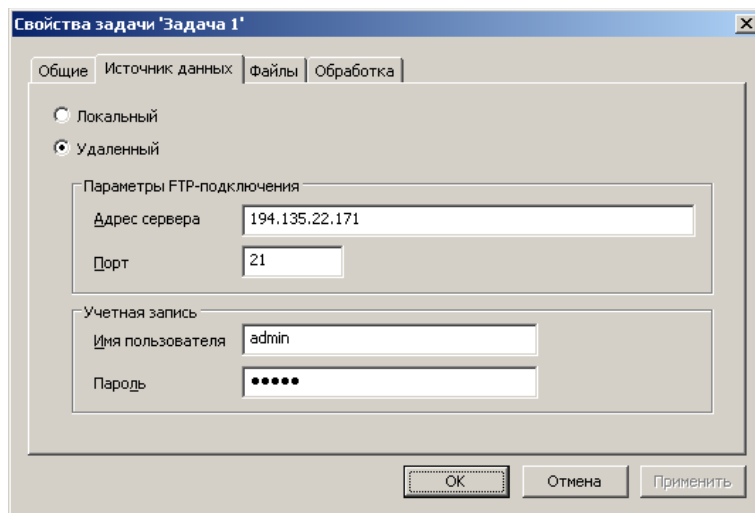 Свойства задачи 'Задача 1'
Общие Источник данных Файлы Обработка
Локальный
Удаленный
Параметры FTP-подключения
Адрес сервера 194.135.22.171
Порт 21
Учетная запись
Имя пользователя admin
Пароль •••••
OK Отмена Применить